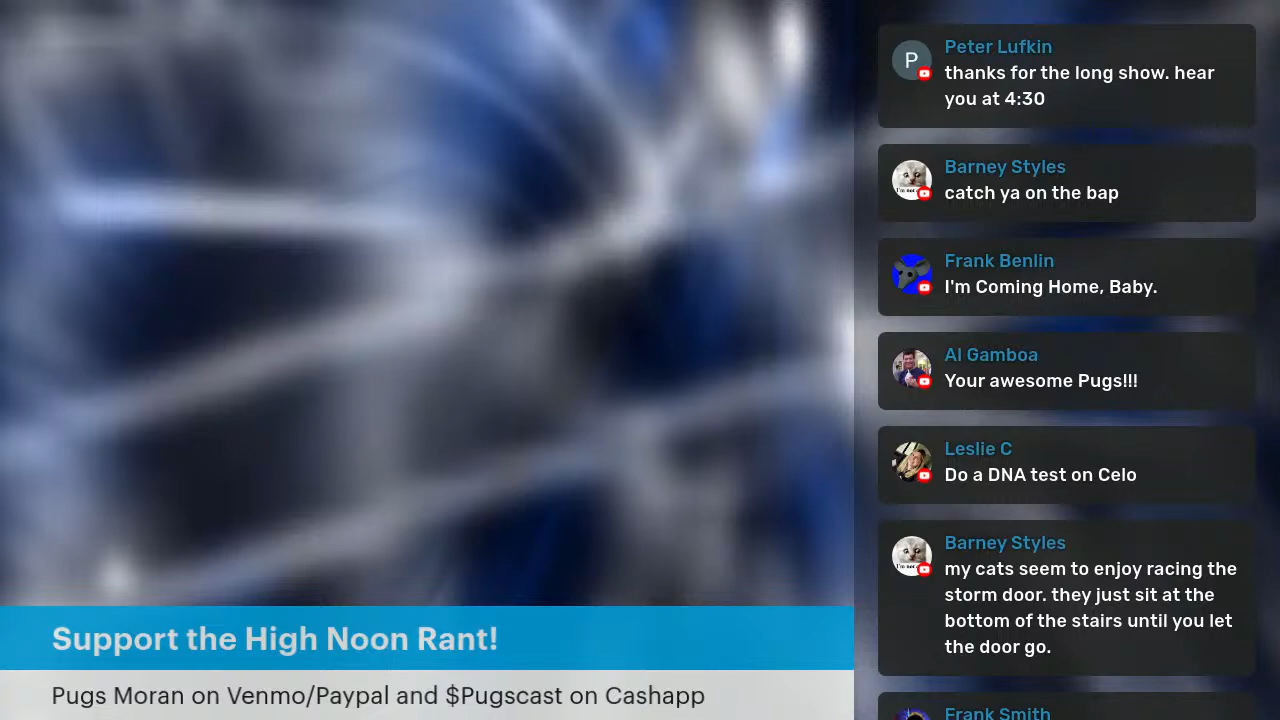 Peter Lufkin
thanks for the long show. hear
you at 4:30
Barney Styles
catch ya on the bap
Frank Benlin
I'm Coming Home, Baby.
Al Gamboa
Your awesome Pugs!!!
Leslie C
Do a DNA test on Celo
Barney Styles
my cats seem to enjoy racing the
storm door. they just sit at the
bottom of the stairs until you let
the door go.
Frank Smith
Support the High Noon Rant!
Pugs Moran on Venmo/Paypal and $Pugscast on Cashapp